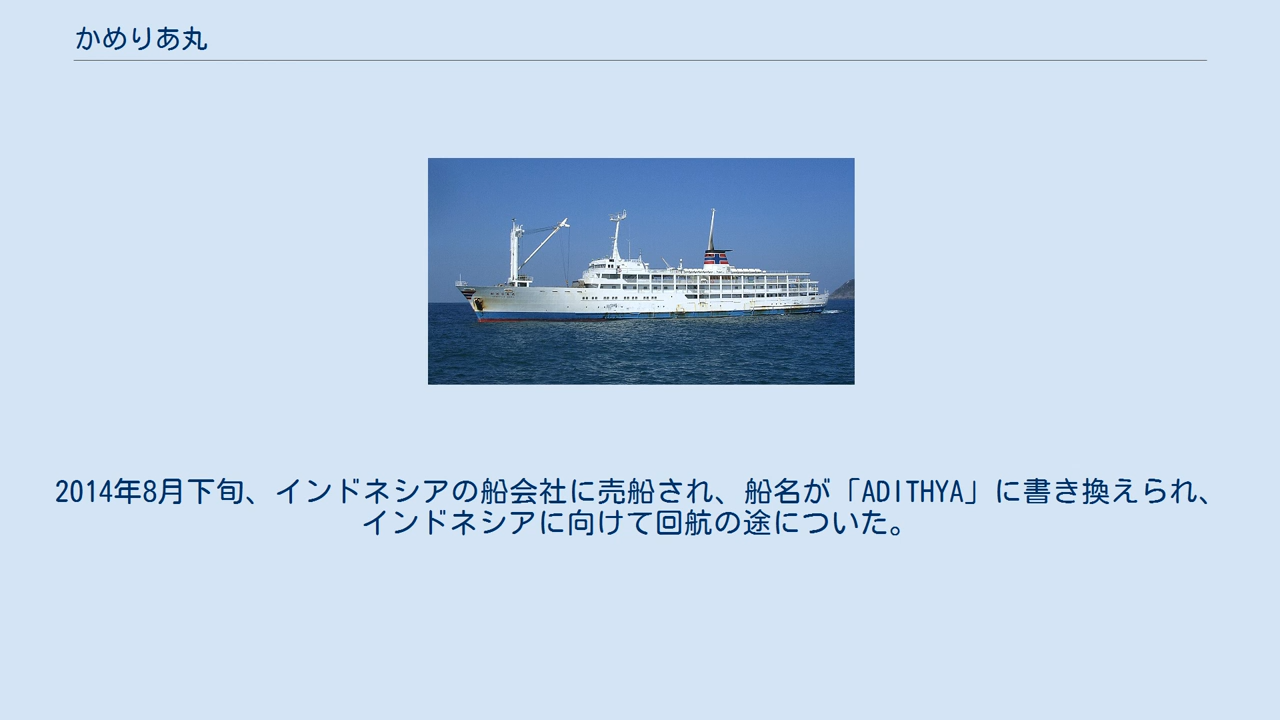 かめりあ丸
2014年8月下旬、インドネシアの船会社に売船され、船名が「ADITHYA」に書き換えられ、
インドネシアに向けて回航の途についた。